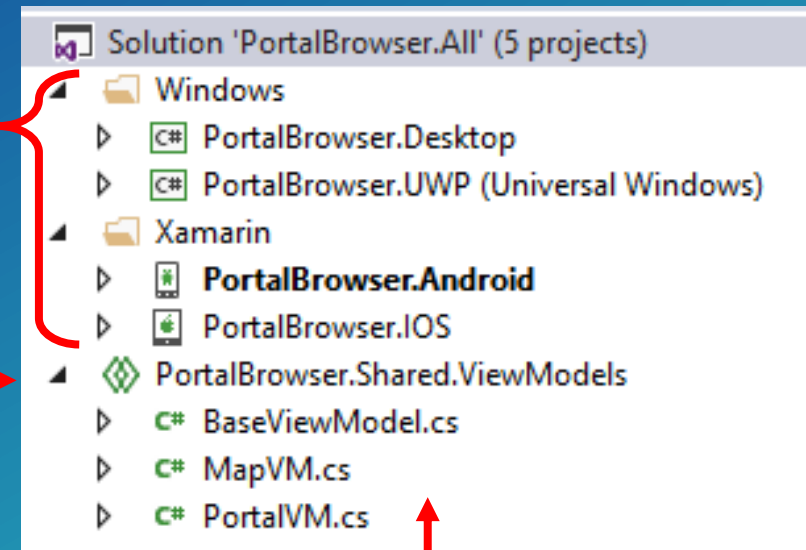 Solution 'PortalBrowser.All' (5 projects)
Windows
C# PortalBrowser.Desktop
C# PortalBrowser.UWP (Universal Windows)
Xamarin
PortalBrowser.Android
PortalBrowser.IOS
PortalBrowser.Shared.ViewModels
C# BaseViewModel.cs
C# MapVM.cs
C# PortalVM.cs